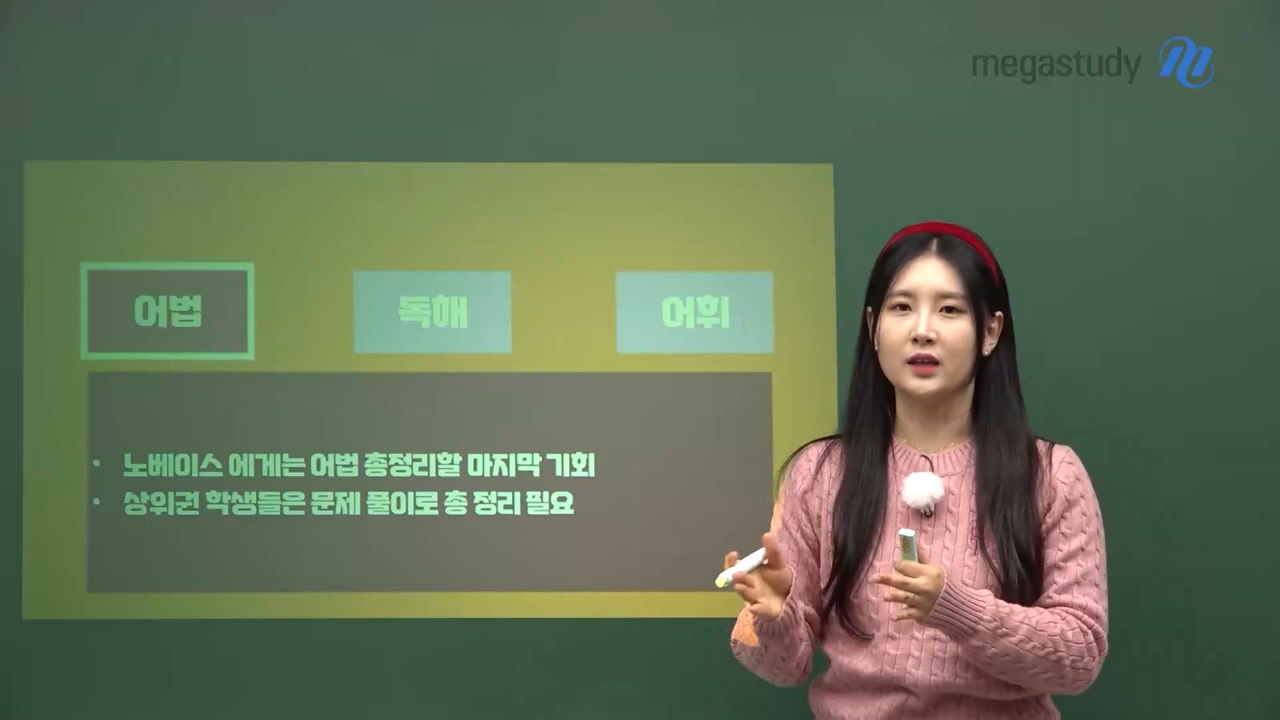 megastudy
어법
독해
어휘
• 노베이스 에게는 어법 총정리할 마지막 기회
• 상위권 학생들은 문제 풀이로 총 정리 필요